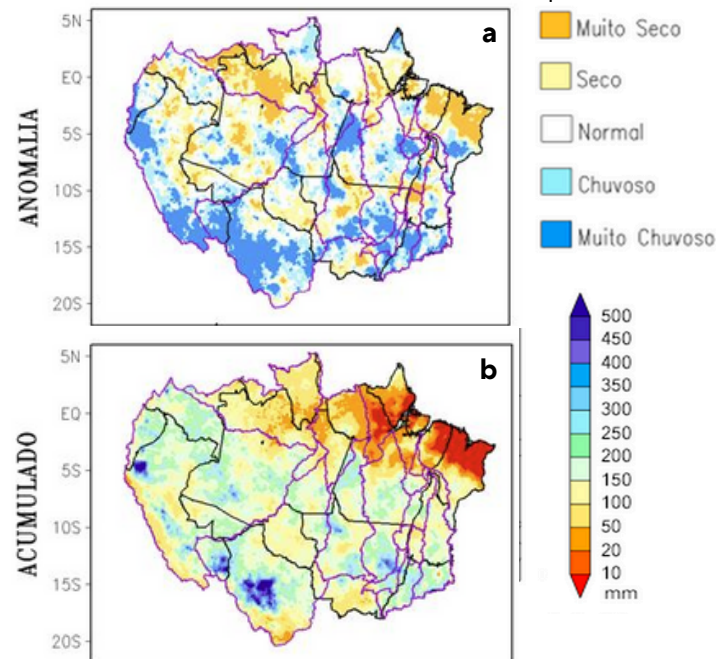 a
5N
EQ
5S
10S
15S
20S
ANOMALIA
Muito Seco
Seco
Normal
Chuvoso
Muito Chuvoso
b
5N
EQ
5S
10S
15S
20S
ACUMULADO
500
450
400
350
300
250
200
150
100
50
20
10
mm